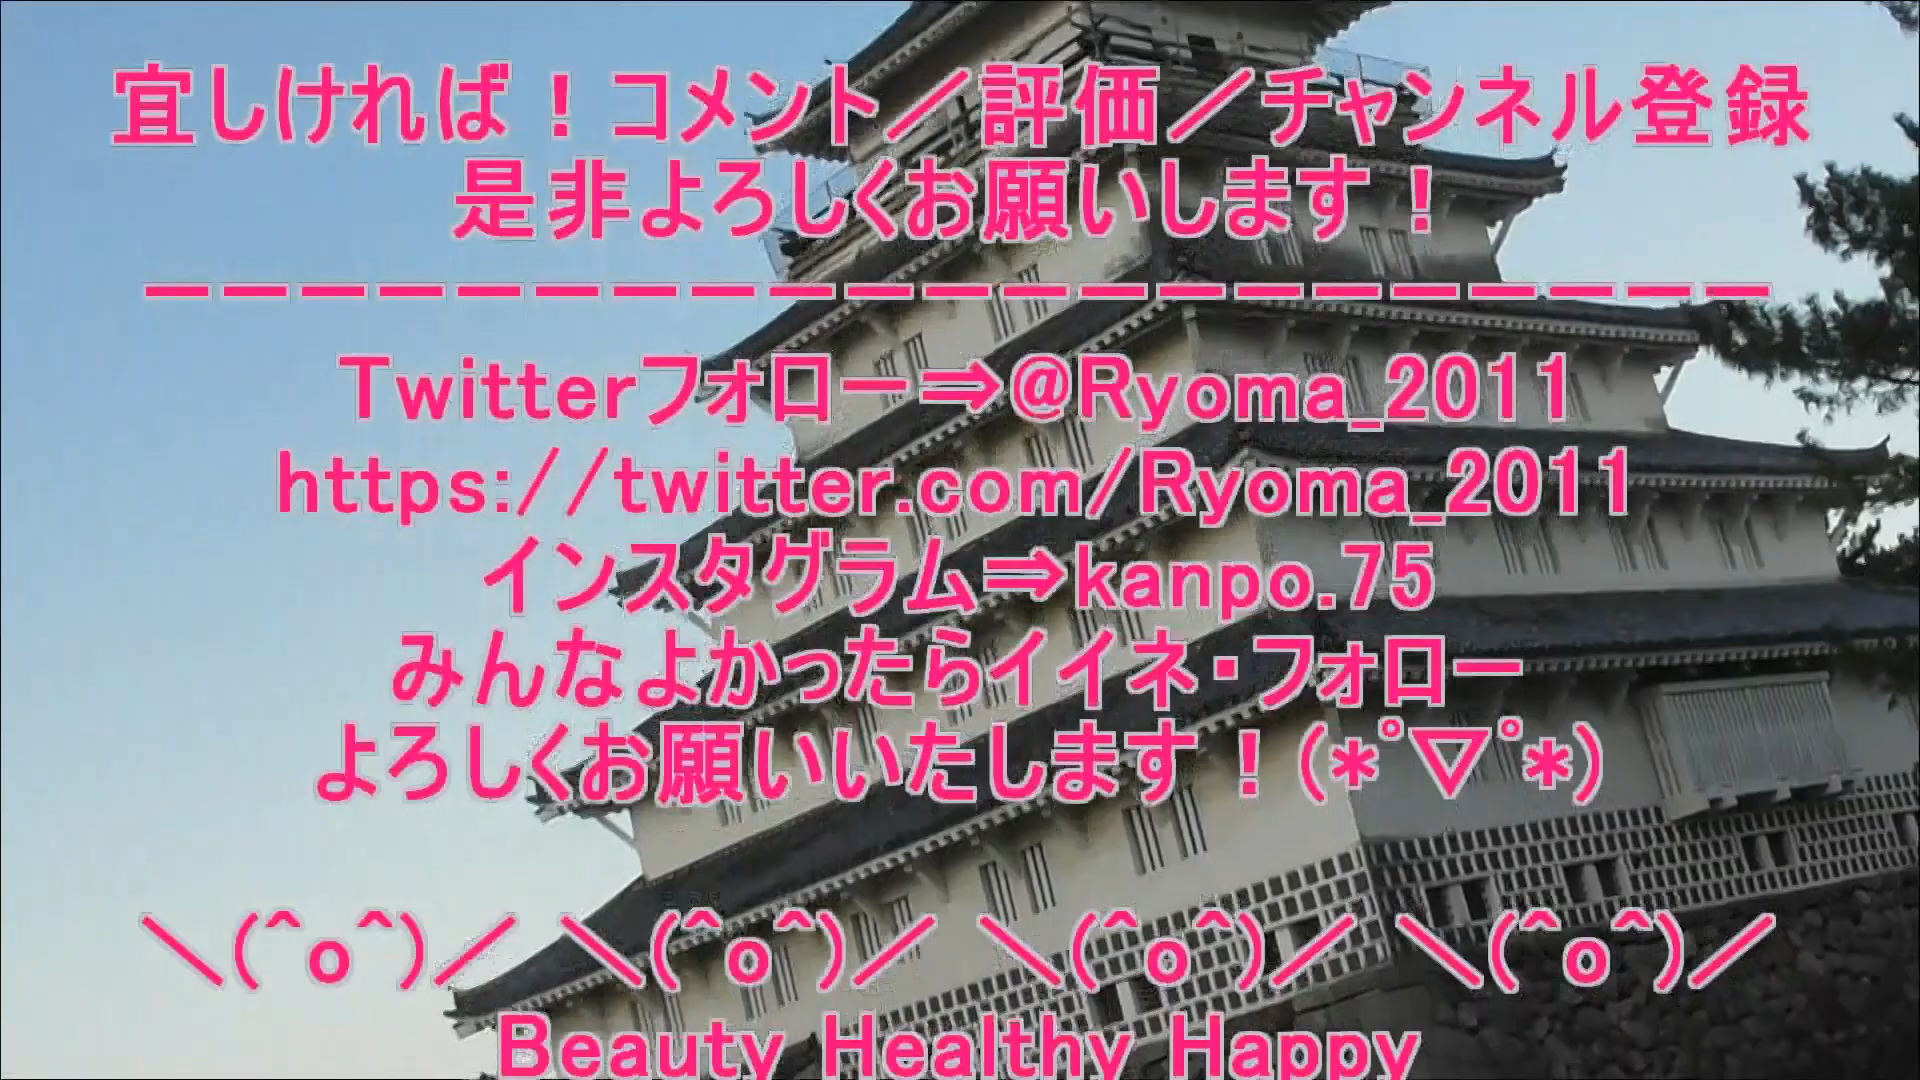 宜しければ！コメント／評価／チャンネル登録
是非よろしくお願いします！
ーーーーーーーーーーーーーーーーーーーーー
Twitterフォロー⇒@Ryoma_2011
https://twitter.com/Ryoma_2011
インスタグラム⇒kanpo.75
みんなよかったらイイネ・フォロー
よろしくお願いいたします！(*ﾟ▽ﾟ*)
＼(^o^)／＼(^o^)／＼(^o^)／＼(^o^)／
Beauty Healthy Happy